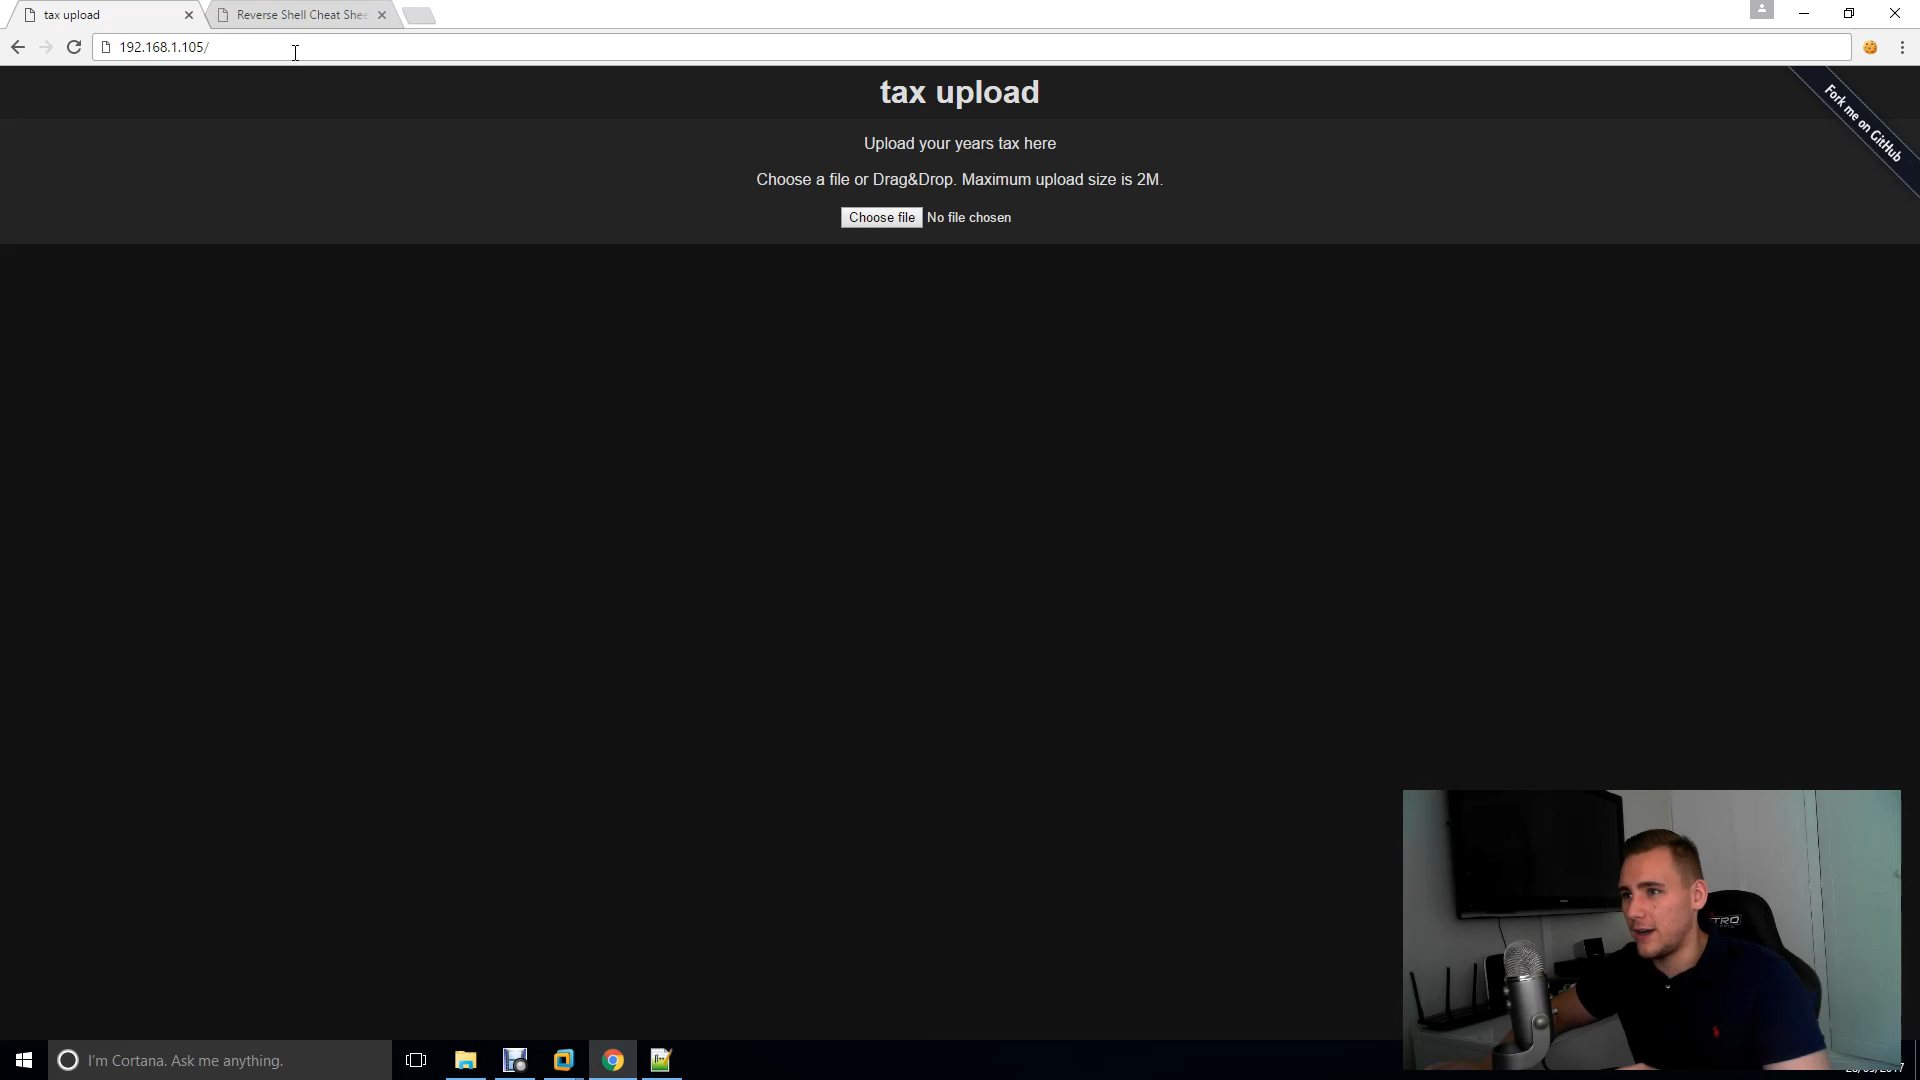 tax upload
Reverse Shell Cheat Shee
192.168.1.105/
tax upload
Fork me on GitHub
Upload your years tax here
Choose a file or Drag&Drop. Maximum upload size is 2M.
Choose file No file chosen
TRO
I'm Cortana. Ask me anything.